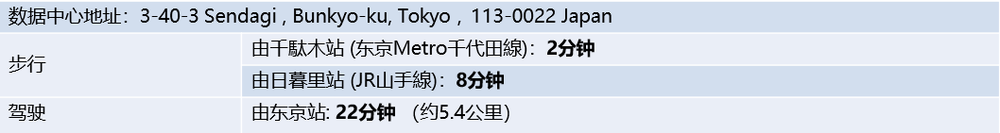 数据中心地址：3-40-3 Sendagi , Bunkyo-ku, Tokyo , 113-0022 Japan
步行
由千駄木站 (东京Metro千代田線)：2分钟
由日暮里站 (JR山手線)：8分钟
驾驶
由东京站: 22分钟 （约5.4公里）